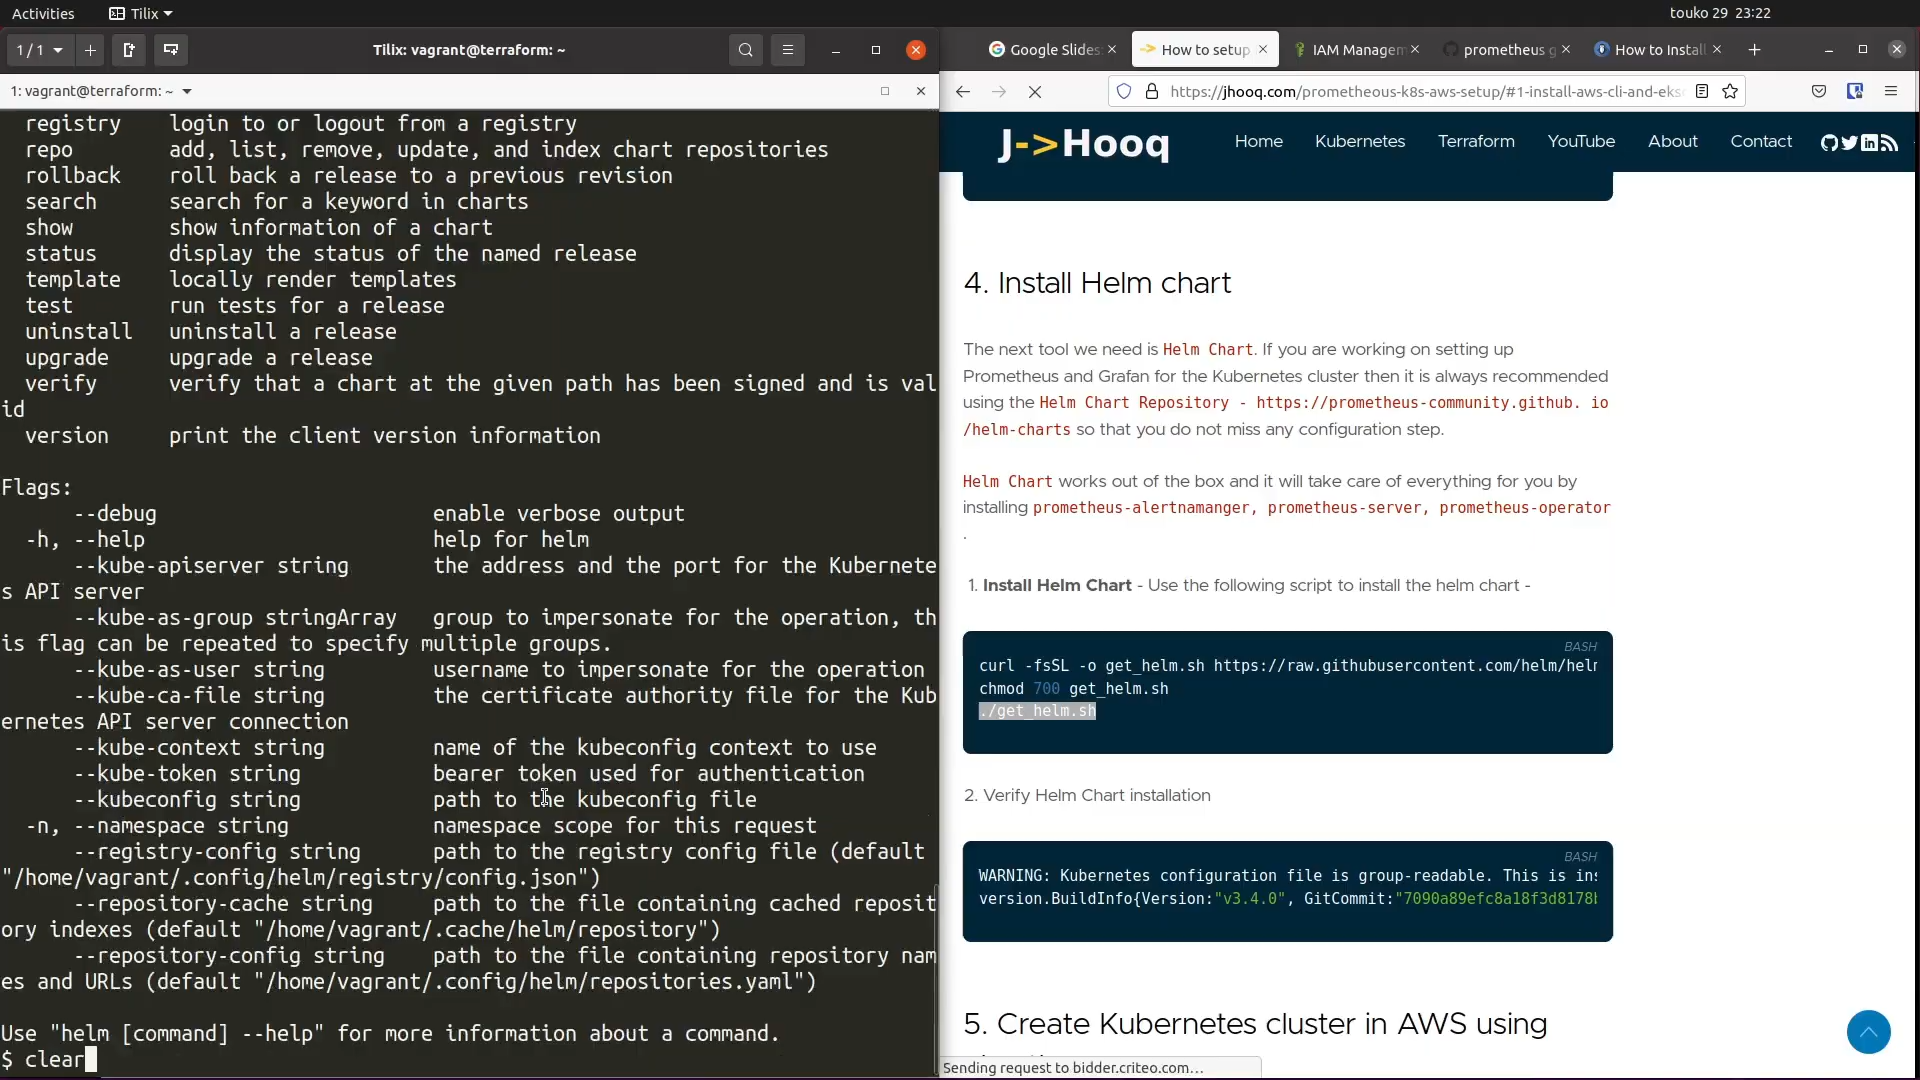 Activities
Tilix
touko 29 23:22
1 / 1
Tilix: vagrant@terraform: ~
1: vagrant@terraform: ~
registry login to or logout from a registry
repo add, list, remove, update, and index chart repositories
rollback roll back a release to a previous revision
search search for a keyword in charts
show show information of a chart
status display the status of the named release
template locally render templates
test run tests for a release
uninstall uninstall a release
upgrade upgrade a release
verify verify that a chart at the given path has been signed and is val
id
version print the client version information
Flags:
--debug enable verbose output
-h, --help help for helm
--kube-apiserver string the address and the port for the Kubernete
s API server
--kube-as-group stringArray group to impersonate for the operation, th
is flag can be repeated to specify multiple groups.
--kube-as-user string username to impersonate for the operation
--kube-ca-file string the certificate authority file for the Kub
ernetes API server connection
--kube-context string name of the kubeconfig context to use
--kube-token string bearer token used for authentication
--kubeconfig string path to the kubeconfig file
-n, --namespace string namespace scope for this request
--registry-config string path to the registry config file (default
"/home/vagrant/.config/helm/registry/config.json")
--repository-cache string path to the file containing cached reposit
ory indexes (default "/home/vagrant/.cache/helm/repository")
--repository-config string path to the file containing repository nam
es and URLs (default "/home/vagrant/.config/helm/repositories.yaml")
Use "helm [command] --help" for more information about a command.
$ clear
Google Slides
How to setup
IAM Managem
prometheus g
How to Install
https://jhooq.com/prometheous-k8s-aws-setup/#1-install-aws-cli-and-eksc
J->Hooq
Home
Kubernetes
Terraform
YouTube
About
Contact
4. Install Helm chart
The next tool we need is Helm Chart. If you are working on setting up
Prometheus and Grafan for the Kubernetes cluster then it is always recommended
using the Helm Chart Repository - https://prometheus-community.github. io
/helm-charts so that you do not miss any configuration step.
Helm Chart works out of the box and it will take care of everything for you by
installing prometheus-alertnamanger, prometheus-server, prometheus-operator
.
1. Install Helm Chart - Use the following script to install the helm chart -
BASH
curl -fsSL -o get_helm.sh https://raw.githubusercontent.com/helm/helm
chmod 700 get_helm.sh
./get_helm.sh
2. Verify Helm Chart installation
BASH
WARNING: Kubernetes configuration file is group-readable. This is ins
version.BuildInfo{Version:"v3.4.0", GitCommit:"7090a89efc8a18f3d8178b
5. Create Kubernetes cluster in AWS using
Sending request to bidder.criteo.com…